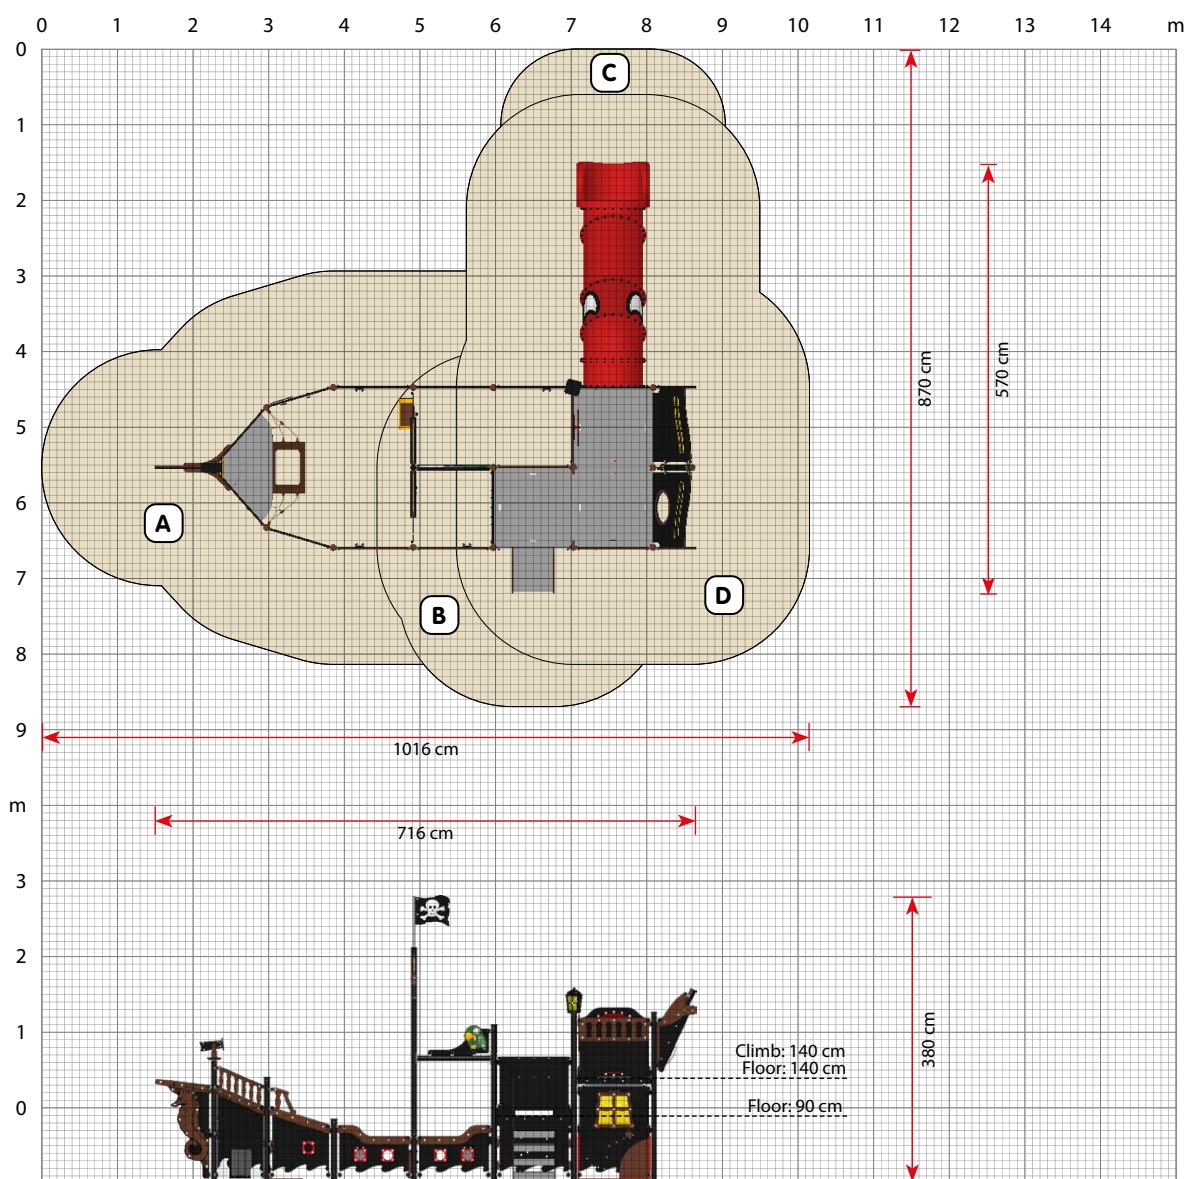 0 1 2 3 4 5 6 7 8 9 10 11 12 13 14 m
0
C
1
2
3
4
870 cm
570 cm
5
A
6
7
B
D
8
9
1016 cm
m
716 cm
3
2
1
380 cm
Climb: 140 cm
Floor: 140 cm
Floor: 90 cm
0